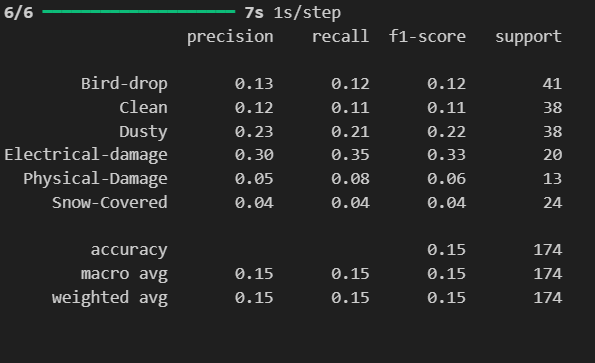 6/6 ━━━━━━━━━━━━━━━━━━━━ 7s 1s/step
precision recall f1-score support
Bird-drop 0.13 0.12 0.12 41
Clean 0.12 0.11 0.11 38
Dusty 0.23 0.21 0.22 38
Electrical-damage 0.30 0.35 0.33 20
Physical-Damage 0.05 0.08 0.06 13
Snow-Covered 0.04 0.04 0.04 24
accuracy 0.15 174
macro avg 0.15 0.15 0.15 174
weighted avg 0.15 0.15 0.15 174